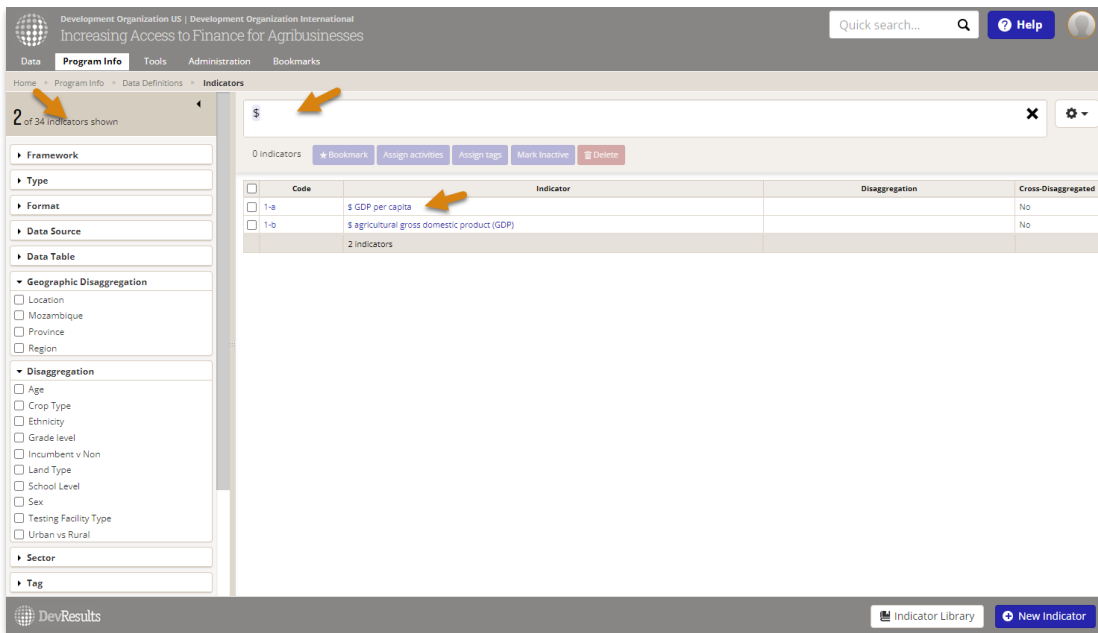 Development Organization US | Development Organization International
Increasing Access to Finance for Agribusinesses
Quick search...
Help
Data Program Info Tools Administration Bookmarks
Home Program Info Data Definitions Indicators
2 of 34 indicators shown
$
0 indicators Bookmark Assign activities Assign tags Mark Inactive Delete
Framework
Type
Format
Data Source
Data Table
Geographic Disaggregation
Location
Mozambique
Province
Region
Disaggregation
Age
Crop Type
Ethnicity
Grade level
Incumbent v Non
Land Type
School Level
Sex
Testing Facility Type
Urban vs Rural
Sector
Tag
Code Indicator Disaggregation Cross-Disaggregated
1-a $ GDP per capita No
1-b $ agricultural gross domestic product (GDP) No
2 indicators
DevResults
Indicator Library
New Indicator